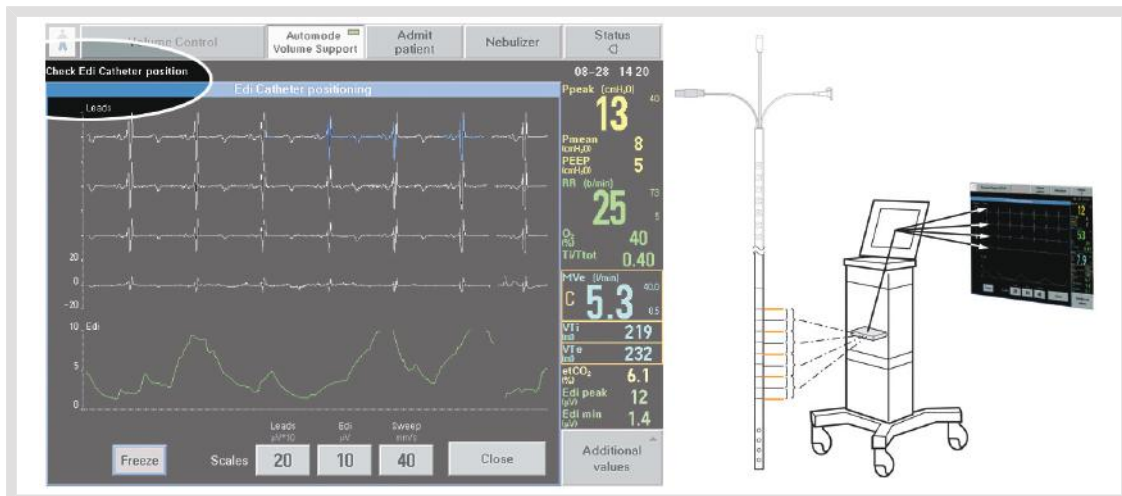 Volume Control
Automode
Volume Support
Admit
patient
Nebulizer
Status
Check Edi Catheter position
08-28 14 20
Edi Catheter positioning
Leads
Ppeak (cmH₂O)
40
13
Pmean
(cmH₂O)
8
PEEP
(cmH₂O)
5
RR (b/min)
25
5
O₂
(%)
40
Ti/Ttot
0.40
20
0
-20
MVe (l/min)
40.0
C 5.3
0.5
10 Edi
5
0
VTi
219
VTe
232
etCO₂
(%)
6.1
Edi peak
(µV)
12
Edi min
(µV)
1.4
Leads
µV*10
Edi
µV
Sweep
mm/s
Freeze
Scales
20
10
40
Close
Additional
values
12
53
7.9